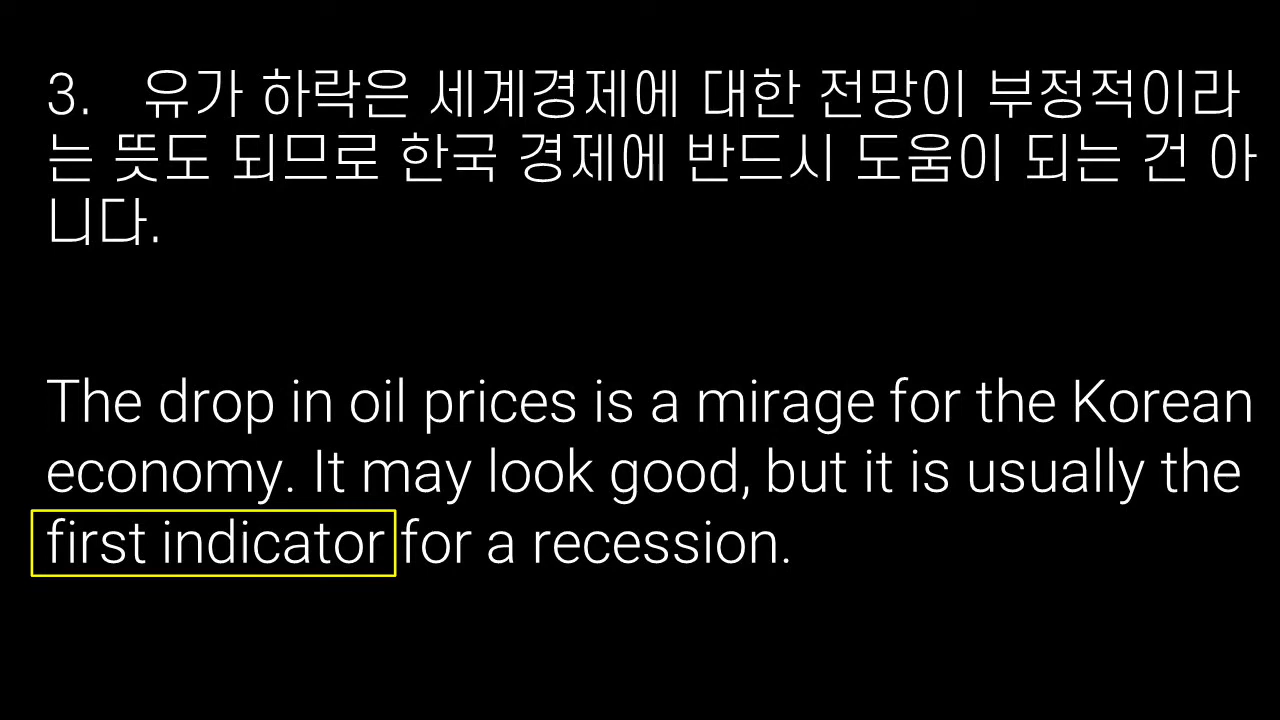 3. 유가 하락은 세계경제에 대한 전망이 부정적이라
는 뜻도 되므로 한국 경제에 반드시 도움이 되는 건 아
니다.
The drop in oil prices is a mirage for the Korean
economy. It may look good, but it is usually the
first indicator for a recession.